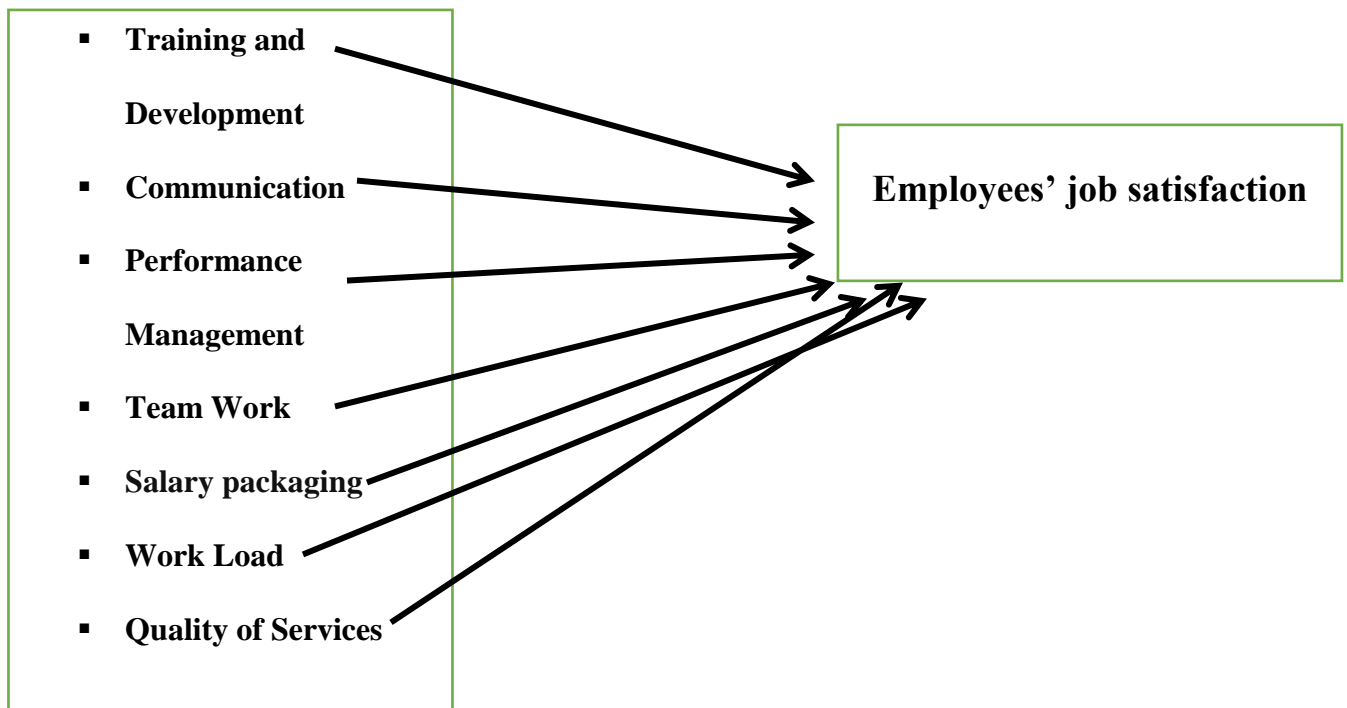 ▪ Training and
Development
▪ Communication
▪ Performance
Management
▪ Team Work
▪ Salary packaging
▪ Work Load
▪ Quality of Services
Employees’ job satisfaction